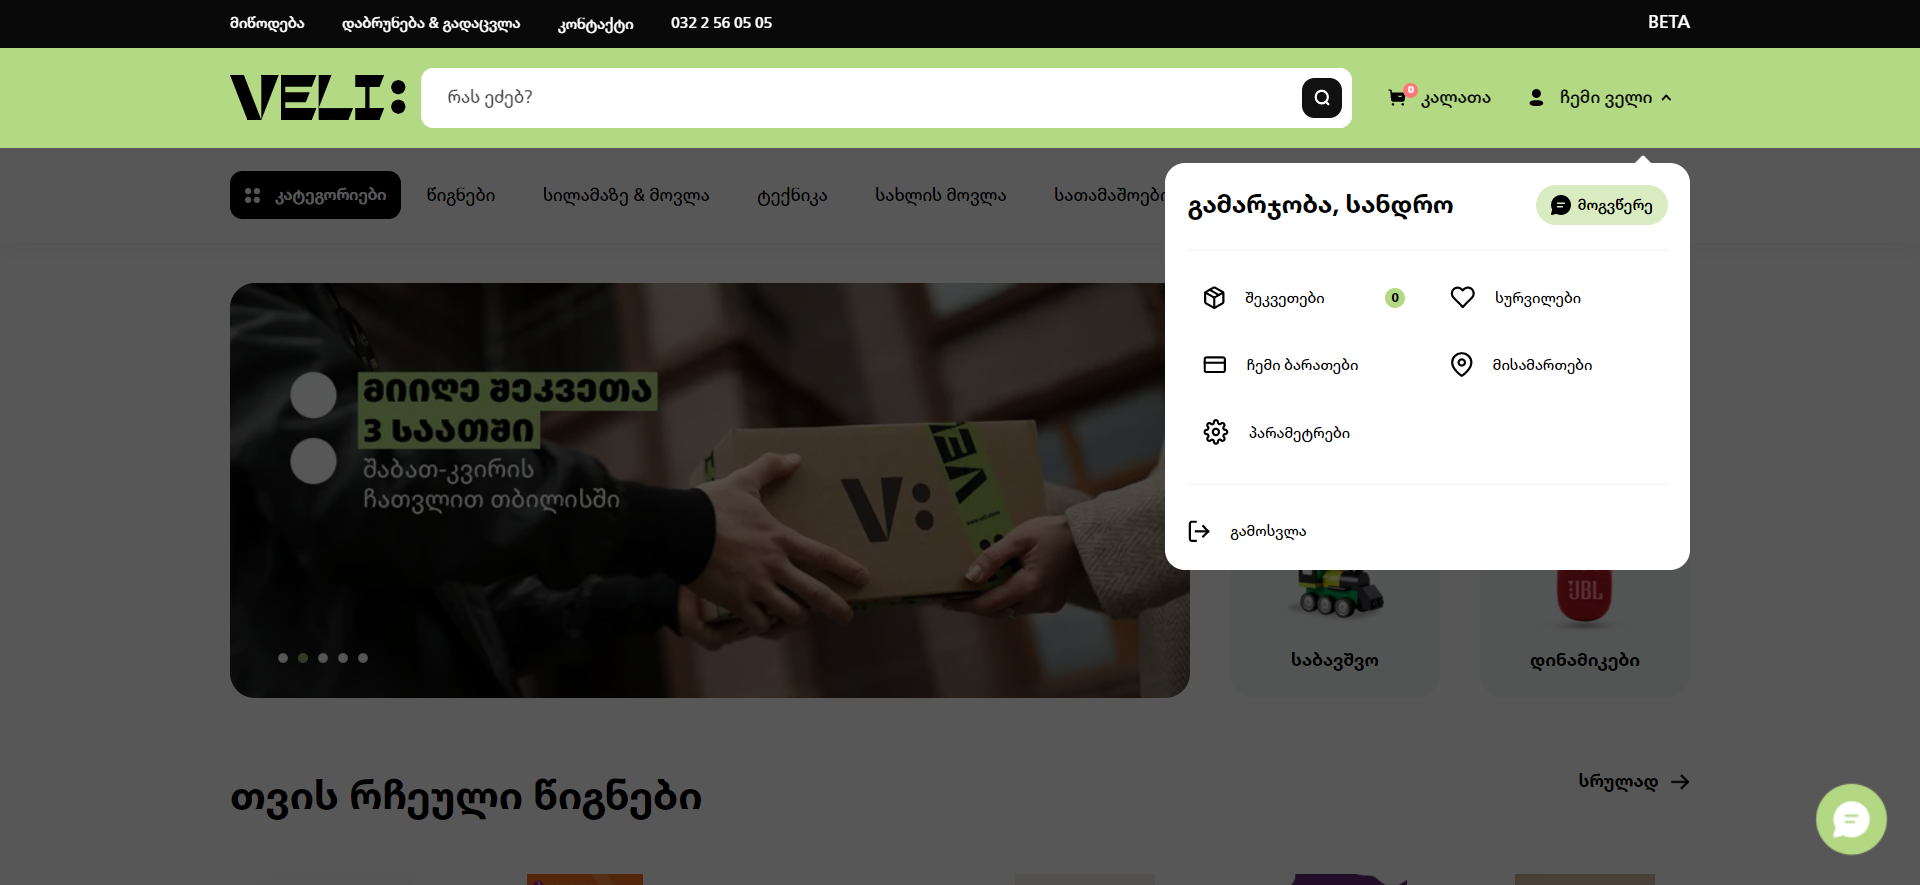 მიწოდება
დაბრუნება & გადაცვლა
კონტაქტი
032 2 56 05 05
BETA
VELI:
რას ეძებ?
0
კალათა
ჩემი ველი
კატეგორიები
წიგნები
სილამაზე & მოვლა
ტექნიკა
სახლის მოვლა
სათამაშოები
გამარჯობა, სანდრო
მოგვწერე
შეკვეთები
0
სურვილები
ჩემი ბარათები
მისამართები
პარამეტრები
გამოსვლა
მიიღე შეკვეთა
3 საათში
შაბათ-კვირის
ჩათვლით თბილისში
V:
VELI
JBL
საბავშვო
დინამიკები
თვის რჩეული წიგნები
სრულად